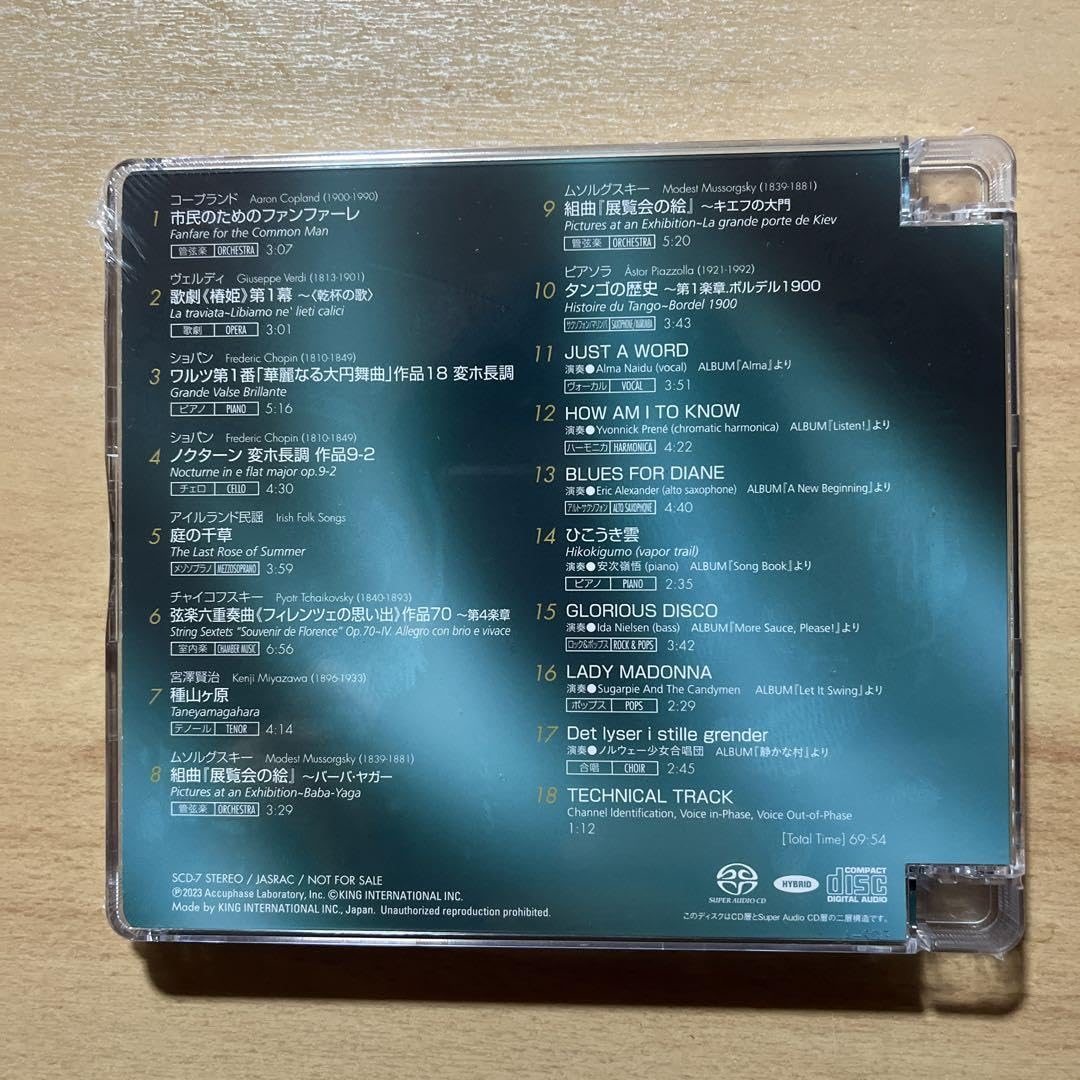 コープランド Aaron Copland (1900-1990)
1 市民のためのファンファーレ
Fanfare for the Common Man
管弦楽 ORCHESTRA 3:07
ヴェルディ Giuseppe Verdi (1813-1901)
2 歌劇《椿姫》第1幕 ～〈乾杯の歌〉
La traviata~Libiamo ne' lieti calici
歌劇 OPERA 3:01
ショパン Frederic Chopin (1810-1849)
3 ワルツ第1番「華麗なる大円舞曲」作品18 変ホ長調
Grande Valse Brillante
ピアノ PIANO 5:16
ショパン Frederic Chopin (1810-1849)
4 ノクターン 変ホ長調 作品9-2
Nocturne in e flat major op.9-2
チェロ CELLO 4:30
アイルランド民謡 Irish Folk Songs
5 庭の千草
The Last Rose of Summer
メゾソプラノ MEZZOSOPRANO 3:59
チャイコフスキー Pyotr Tchaikovsky (1840-1893)
6 弦楽六重奏曲《フィレンツェの思い出》作品70 ～第4楽章
String Sextets "Souvenir de Florence" Op.70~IV. Allegro con brio e vivace
室内楽 CHAMBER MUSIC 6:56
宮澤賢治 Kenji Miyazawa (1896-1933)
7 種山ヶ原
Taneyamagahara
テノール TENOR 4:14
ムソルグスキー Modest Mussorgsky (1839-1881)
8 組曲『展覧会の絵』 ～バーバ・ヤガー
Pictures at an Exhibition~Baba-Yaga
管弦楽 ORCHESTRA 3:29
ムソルグスキー Modest Mussorgsky (1839-1881)
9 組曲『展覧会の絵』 ～キエフの大門
Pictures at an Exhibition~La grande porte de Kiev
管弦楽 ORCHESTRA 5:20
ピアソラ Ástor Piazzolla (1921-1992)
10 タンゴの歴史 ～第1楽章.ボルデル1900
Histoire du Tango~Bordel 1900
サクソフォン/マリンバ SAXOPHONE/MARIMBA 3:43
11 JUST A WORD
演奏●Alma Naidu (vocal) ALBUM『Alma』より
ヴォーカル VOCAL 3:51
12 HOW AM I TO KNOW
演奏●Yvonnick Prené (chromatic harmonica) ALBUM『Listen!』より
ハーモニカ HARMONICA 4:22
13 BLUES FOR DIANE
演奏●Eric Alexander (alto saxophone) ALBUM『A New Beginning』より
アルトサクソフォン ALTO SAXOPHONE 4:40
14 ひこうき雲
Hikokigumo (vapor trail)
演奏●安次嶺悟 (piano) ALBUM『Song Book』より
ピアノ PIANO 2:35
15 GLORIOUS DISCO
演奏●Ida Nielsen (bass) ALBUM『More Sauce, Please!』より
ロック&ポップス ROCK & POPS 3:42
16 LADY MADONNA
演奏●Sugarpie And The Candymen ALBUM『Let It Swing』より
ポップス POPS 2:29
17 Det lyser i stille grender
演奏●ノルウェー少女合唱団 ALBUM『静かな村』より
合唱 CHOIR 2:45
18 TECHNICAL TRACK
Channel Identification, Voice in-Phase, Voice Out-of-Phase
1:12
[Total Time] 69:54
SCD-7 STEREO / JASRAC / NOT FOR SALE
℗2023 Accuphase Laboratory, Inc. ©KING INTERNATIONAL INC.
Made by KING INTERNATIONAL INC., Japan. Unauthorized reproduction prohibited.
SUPER AUDIO CD
HYBRID
COMPACT
disc
DIGITAL AUDIO
このディスクはCD層とSuper Audio CD層の二層構造です。